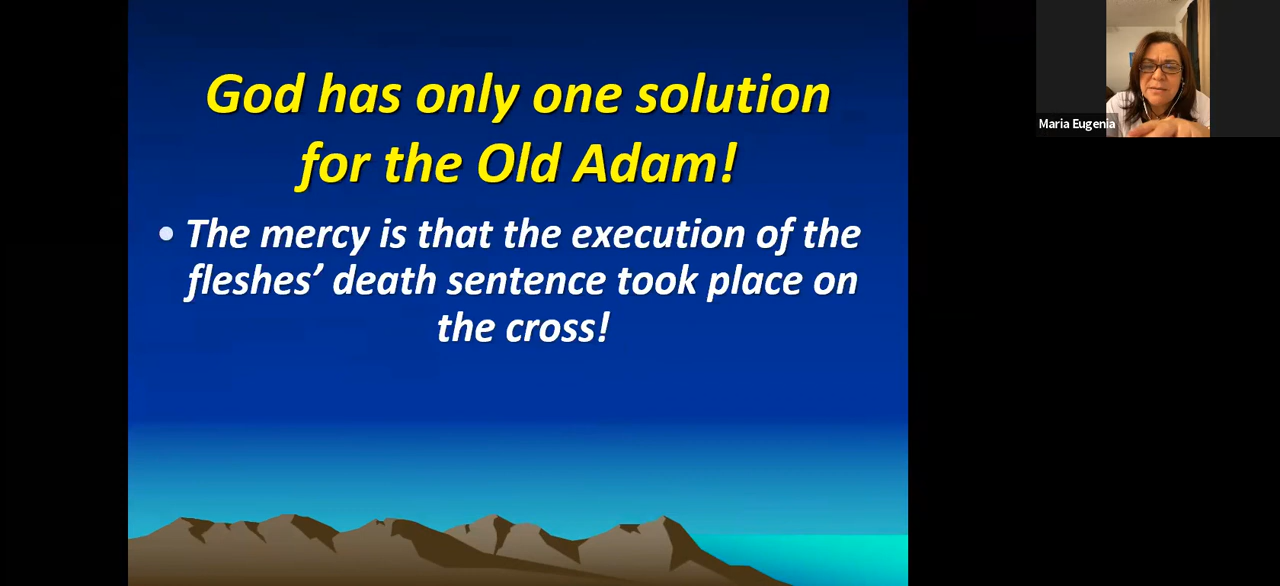 God has only one solution
for the Old Adam!
• The mercy is that the execution of the
fleshes’ death sentence took place on
the cross!
Maria Eugenia